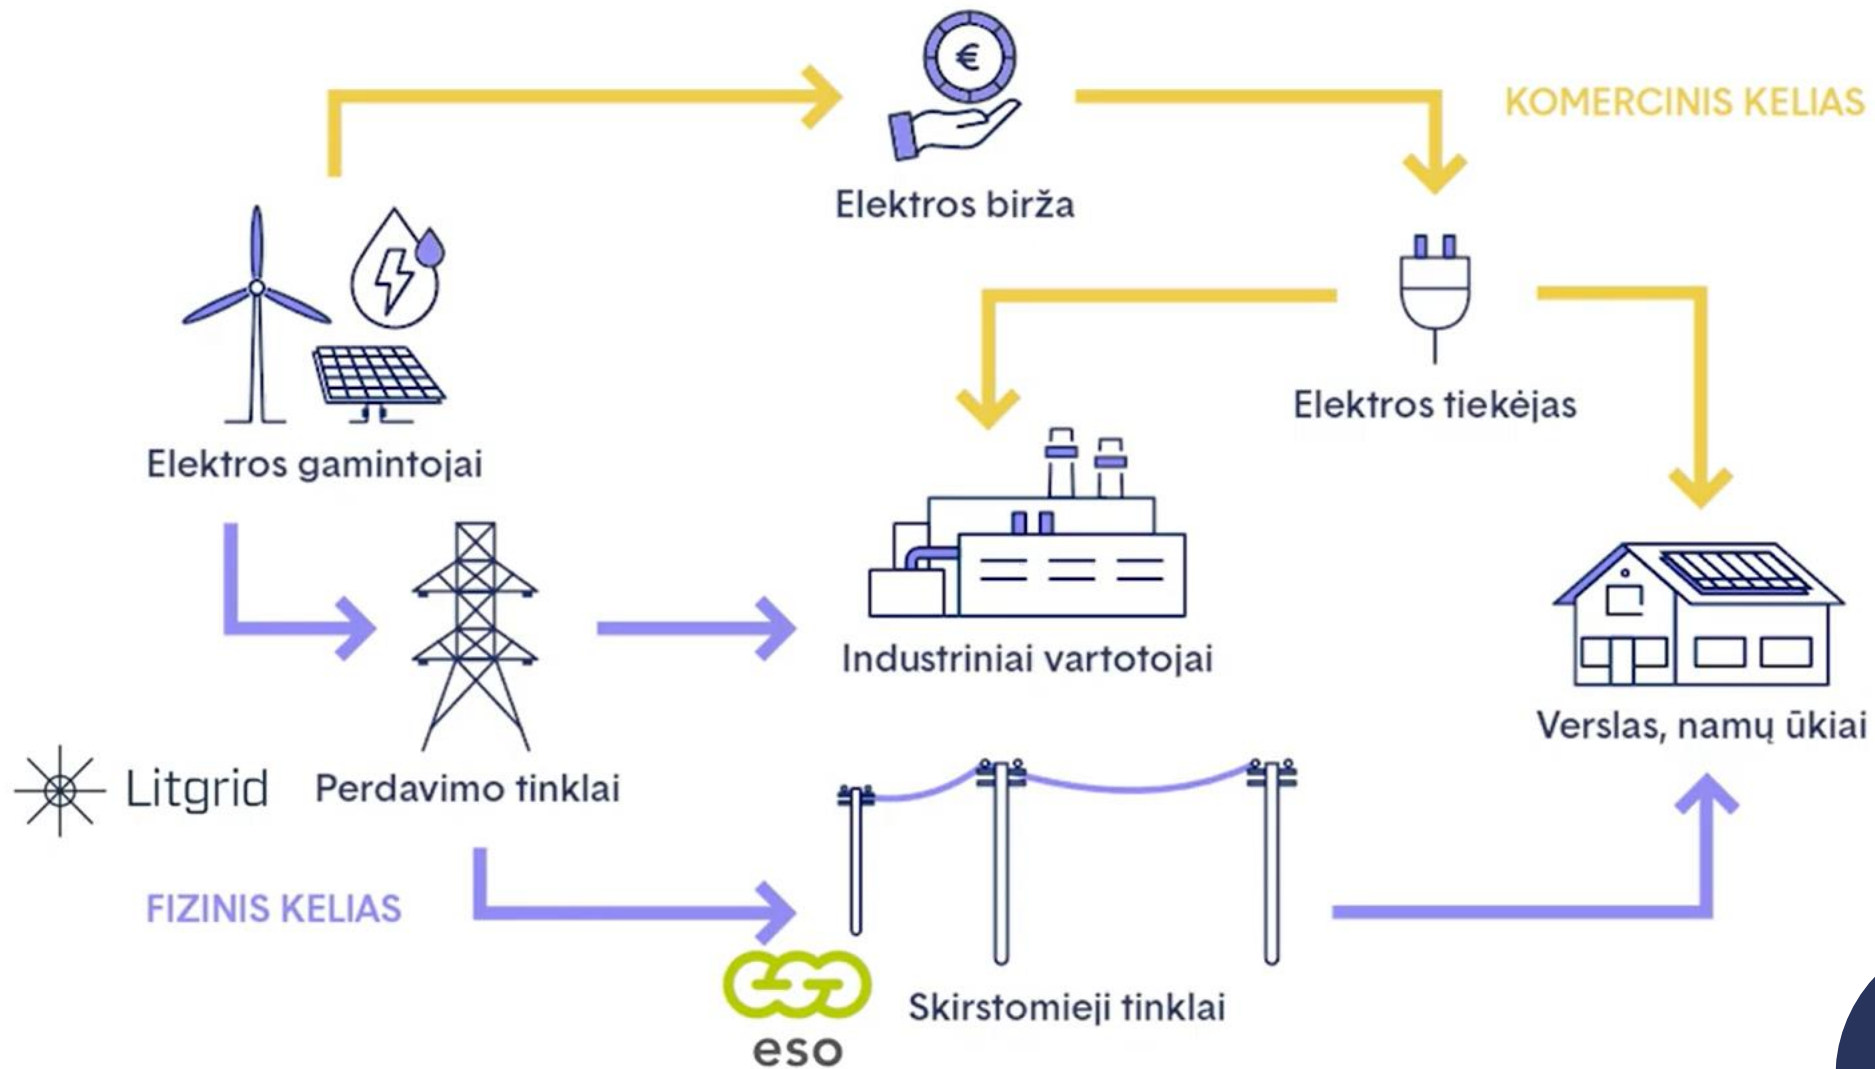 €
KOMERCINIS KELIAS
Elektros birža
Elektros tiekėjas
Elektros gamintojai
Industriniai vartotojai
Verslas, namų ūkiai
Litgrid
Perdavimo tinklai
FIZINIS KELIAS
Skirstomieji tinklai
eso